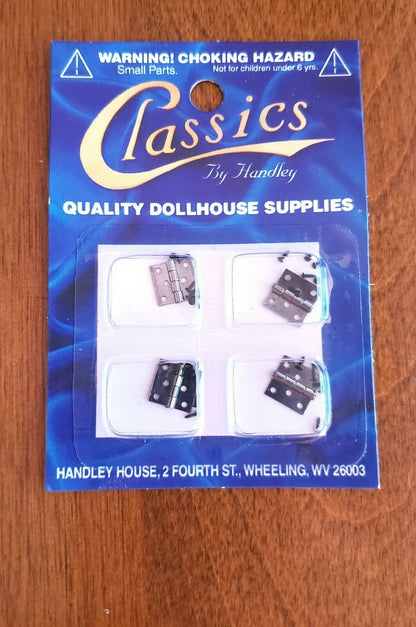 WARNING! CHOKING HAZARD
Small Parts. Not for children under 6 yrs.
Classics
By Handley
QUALITY DOLLHOUSE SUPPLIES
HANDLEY HOUSE, 2 FOURTH ST., WHEELING, WV 26003